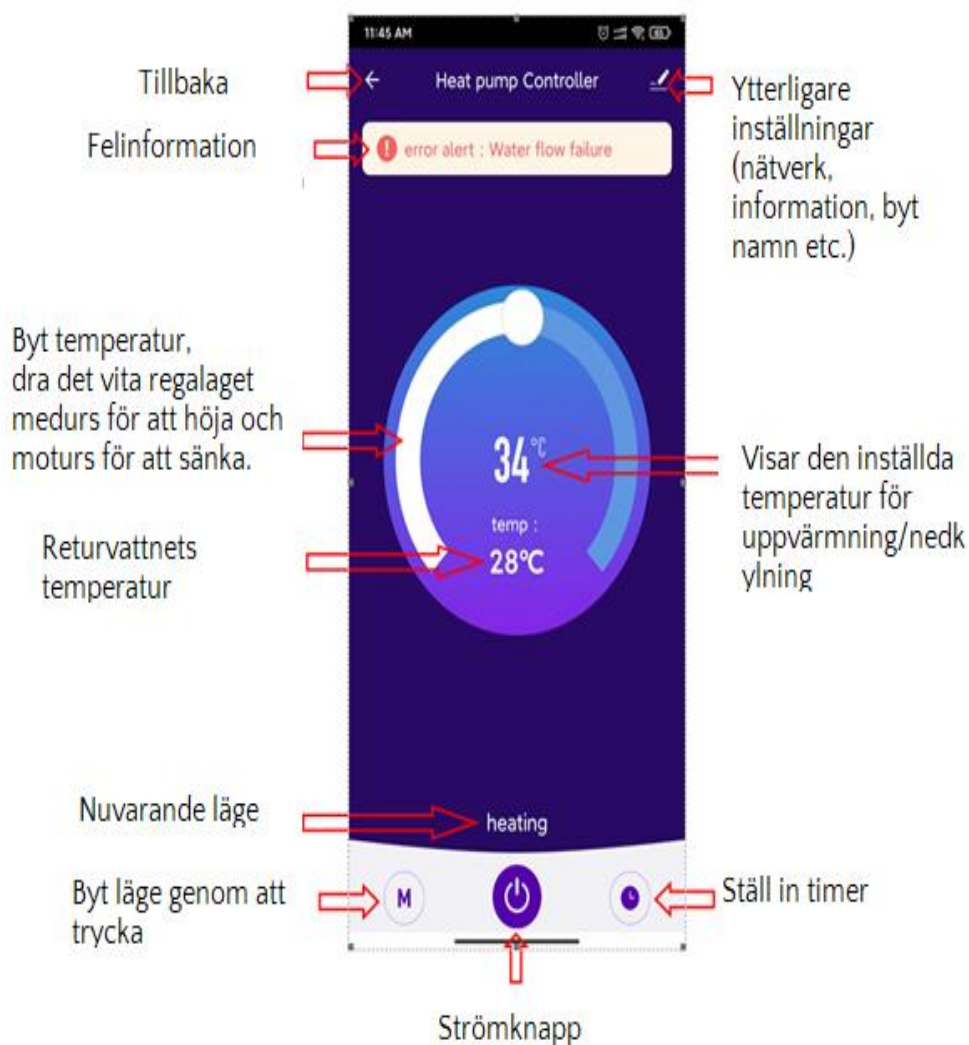 11:45 AM
65
Heat pump Controller
error alert : Water flow failure
Tillbaka
Felinformation
Ytterligare
inställningar
(nätverk,
information, byt
namn etc.)
Byt temperatur,
dra det vita regalaget
medurs för att höja och
moturs för att sänka.
34 °C
temp :
28°C
Returvattnets
temperatur
Visar den inställda
temperatur för
uppvärmning/nedk
ylning
Nuvarande läge
heating
Byt läge genom att
trycka
M
Ställ in timer
Strömknapp